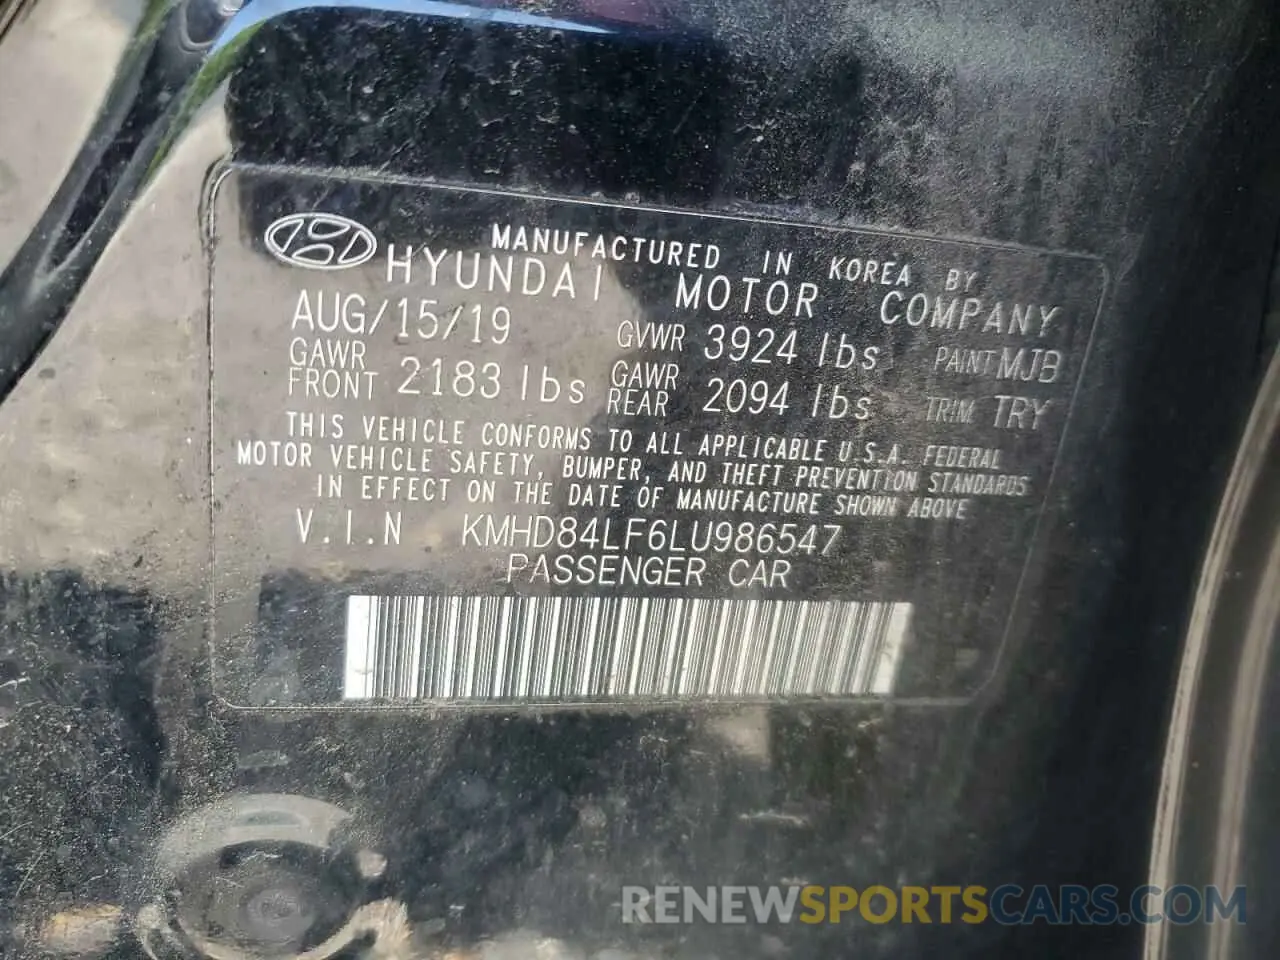 MANUFACTURED IN KOREA BY
HYUNDAI MOTOR COMPANY
AUG/15/19 GVWR 3924 lbs PAINT MJB
GAWR FRONT 2183 lbs GAWR REAR 2094 lbs TRIM TRY
THIS VEHICLE CONFORMS TO ALL APPLICABLE U.S.A. FEDERAL
MOTOR VEHICLE SAFETY, BUMPER, AND THEFT PREVENTION STANDARDS
IN EFFECT ON THE DATE OF MANUFACTURE SHOWN ABOVE
V.I.N KMHD84LF6LU986547
PASSENGER CAR
RENEWSPORTSCARS.COM